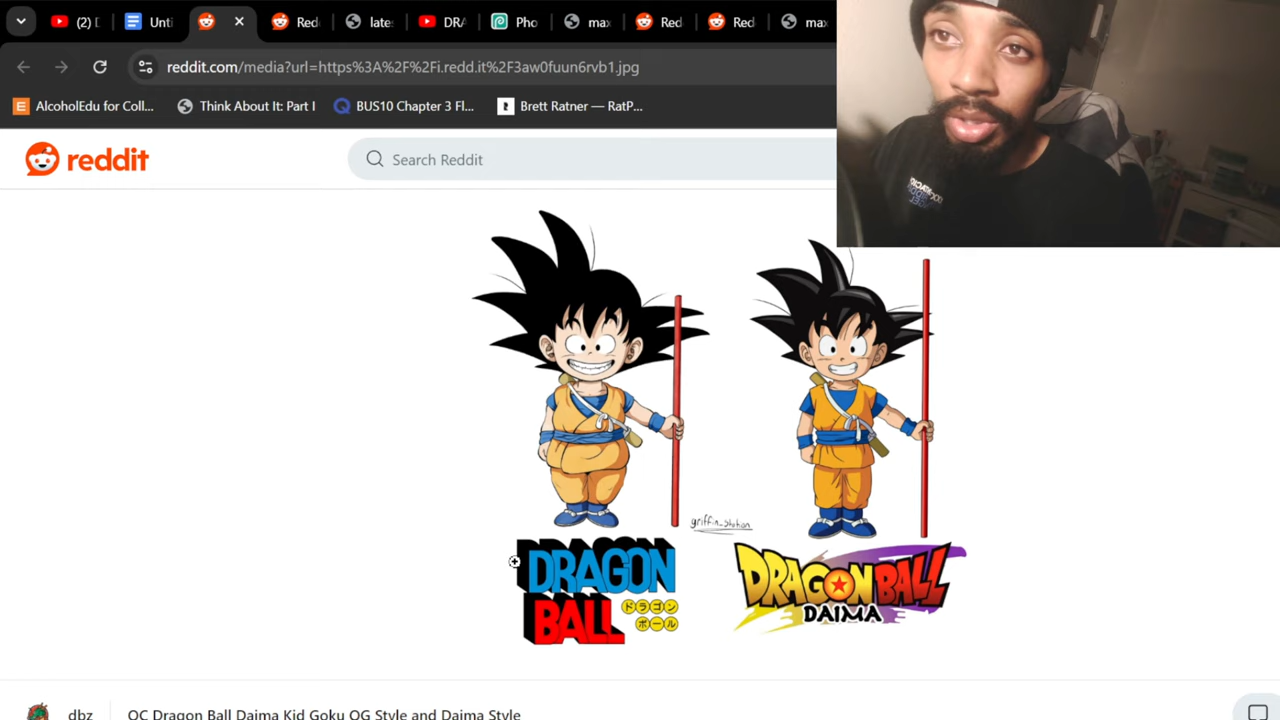 (2) D
Unti
Red
late
DRA
Pho
max
Red
Red
max
reddit.com/media?url=https%3A%2F%2Fi.redd.it%2F3aw0fuun6rvb1.jpg
AlcoholEdu for Coll...
Think About It: Part I
BUS10 Chapter 3 Fl...
Brett Ratner — RatP...
reddit
Search Reddit
griffin_stution
DRAGON
BALL
ドラゴン
ボール
DRAGON BALL
DAIMA
dbz
OC Dragon Ball Daima Kid Goku OG Style and Daima Style